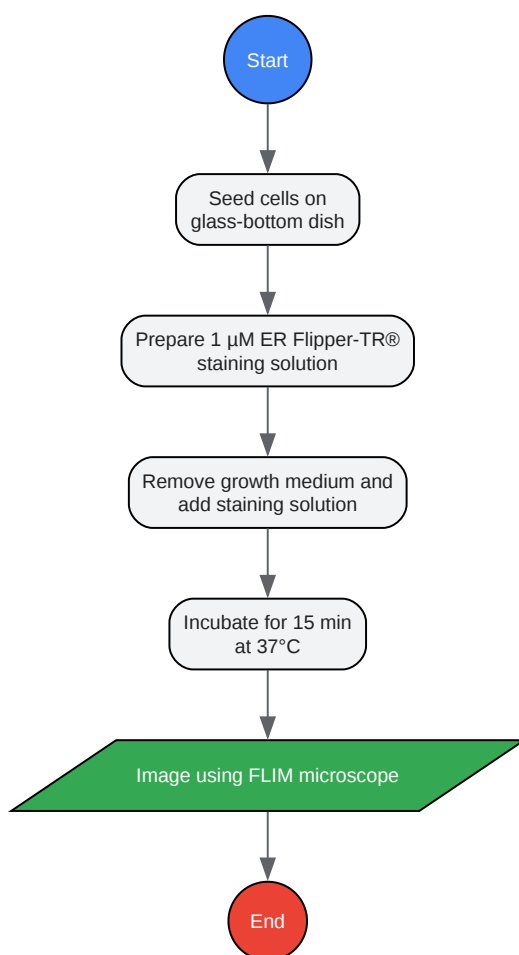 Start
Seed cells on
glass-bottom dish
Prepare 1 µM ER Flipper-TR®
staining solution
Remove growth medium and
add staining solution
Incubate for 15 min
at 37°C
Image using FLIM microscope
End